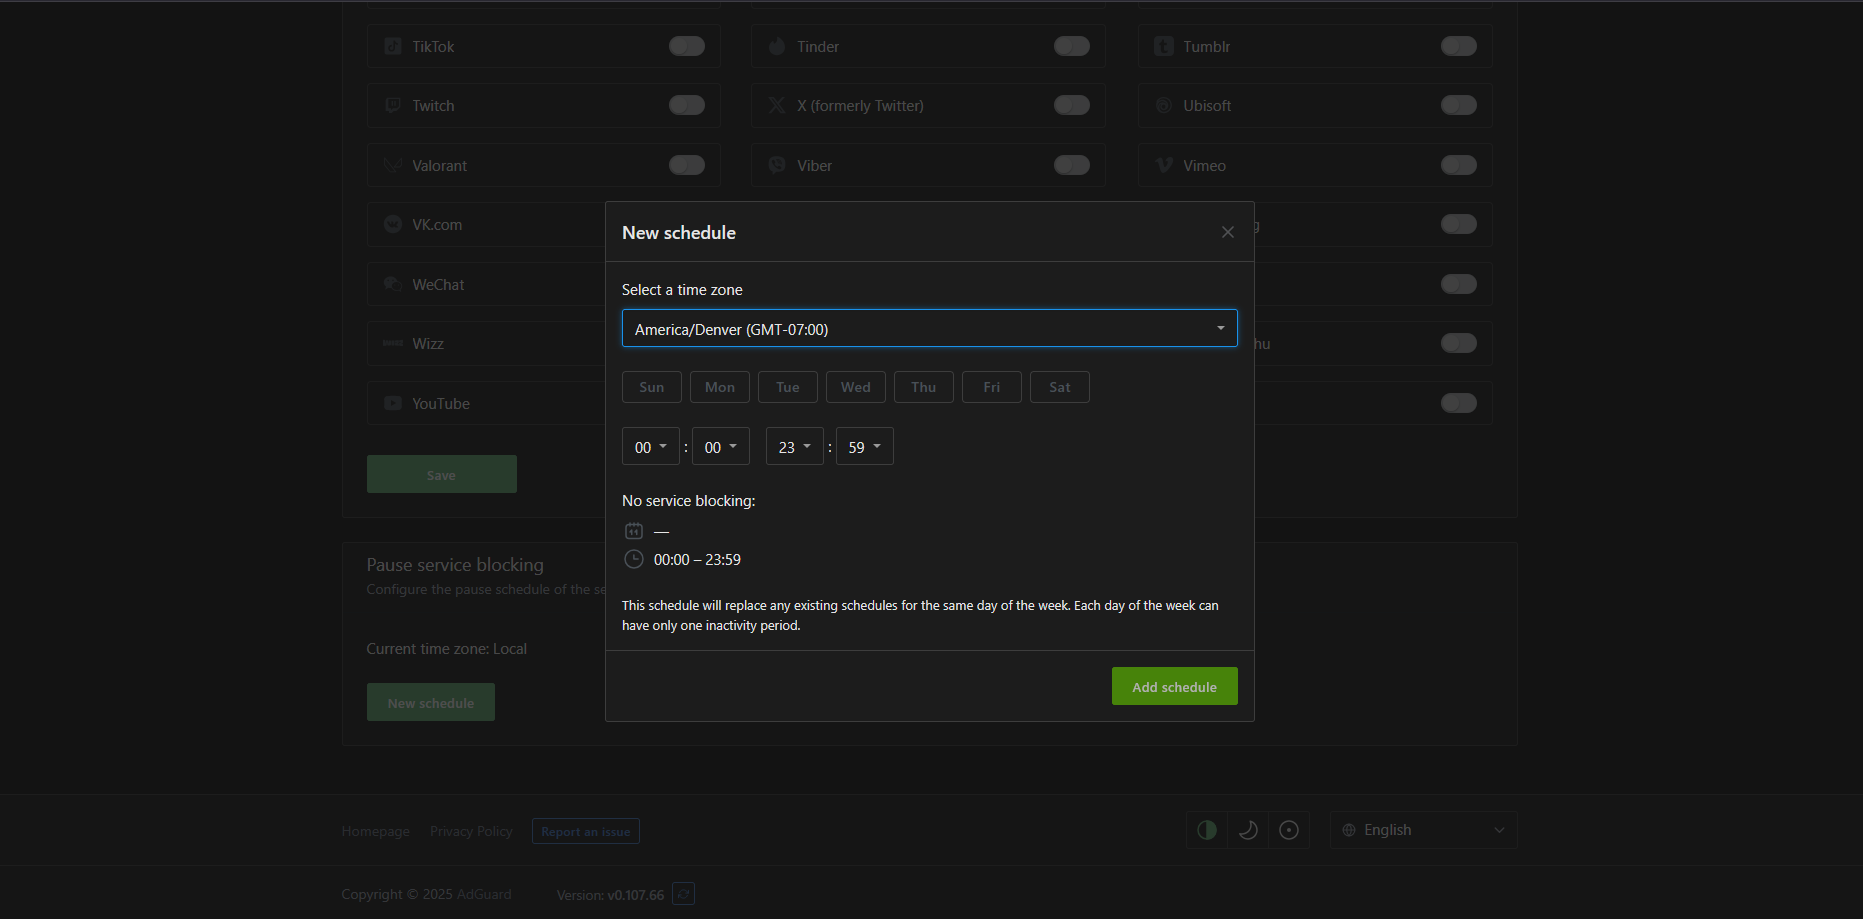 TikTok
Tinder
Tumblr
Twitch
X (formerly Twitter)
Ubisoft
Valorant
Viber
Vimeo
VK.com
WeChat
Wizz
YouTube
Save
New schedule
Select a time zone
America/Denver (GMT-07:00)
Sun Mon Tue Wed Thu Fri Sat
00 : 00 23 : 59
No service blocking:
—
00:00 – 23:59
This schedule will replace any existing schedules for the same day of the week. Each day of the week can
have only one inactivity period.
Add schedule
Pause service blocking
Configure the pause schedule of the
Current time zone: Local
New schedule
Homepage Privacy Policy Report an issue
English
Copyright © 2025 AdGuard Version: v0.107.66